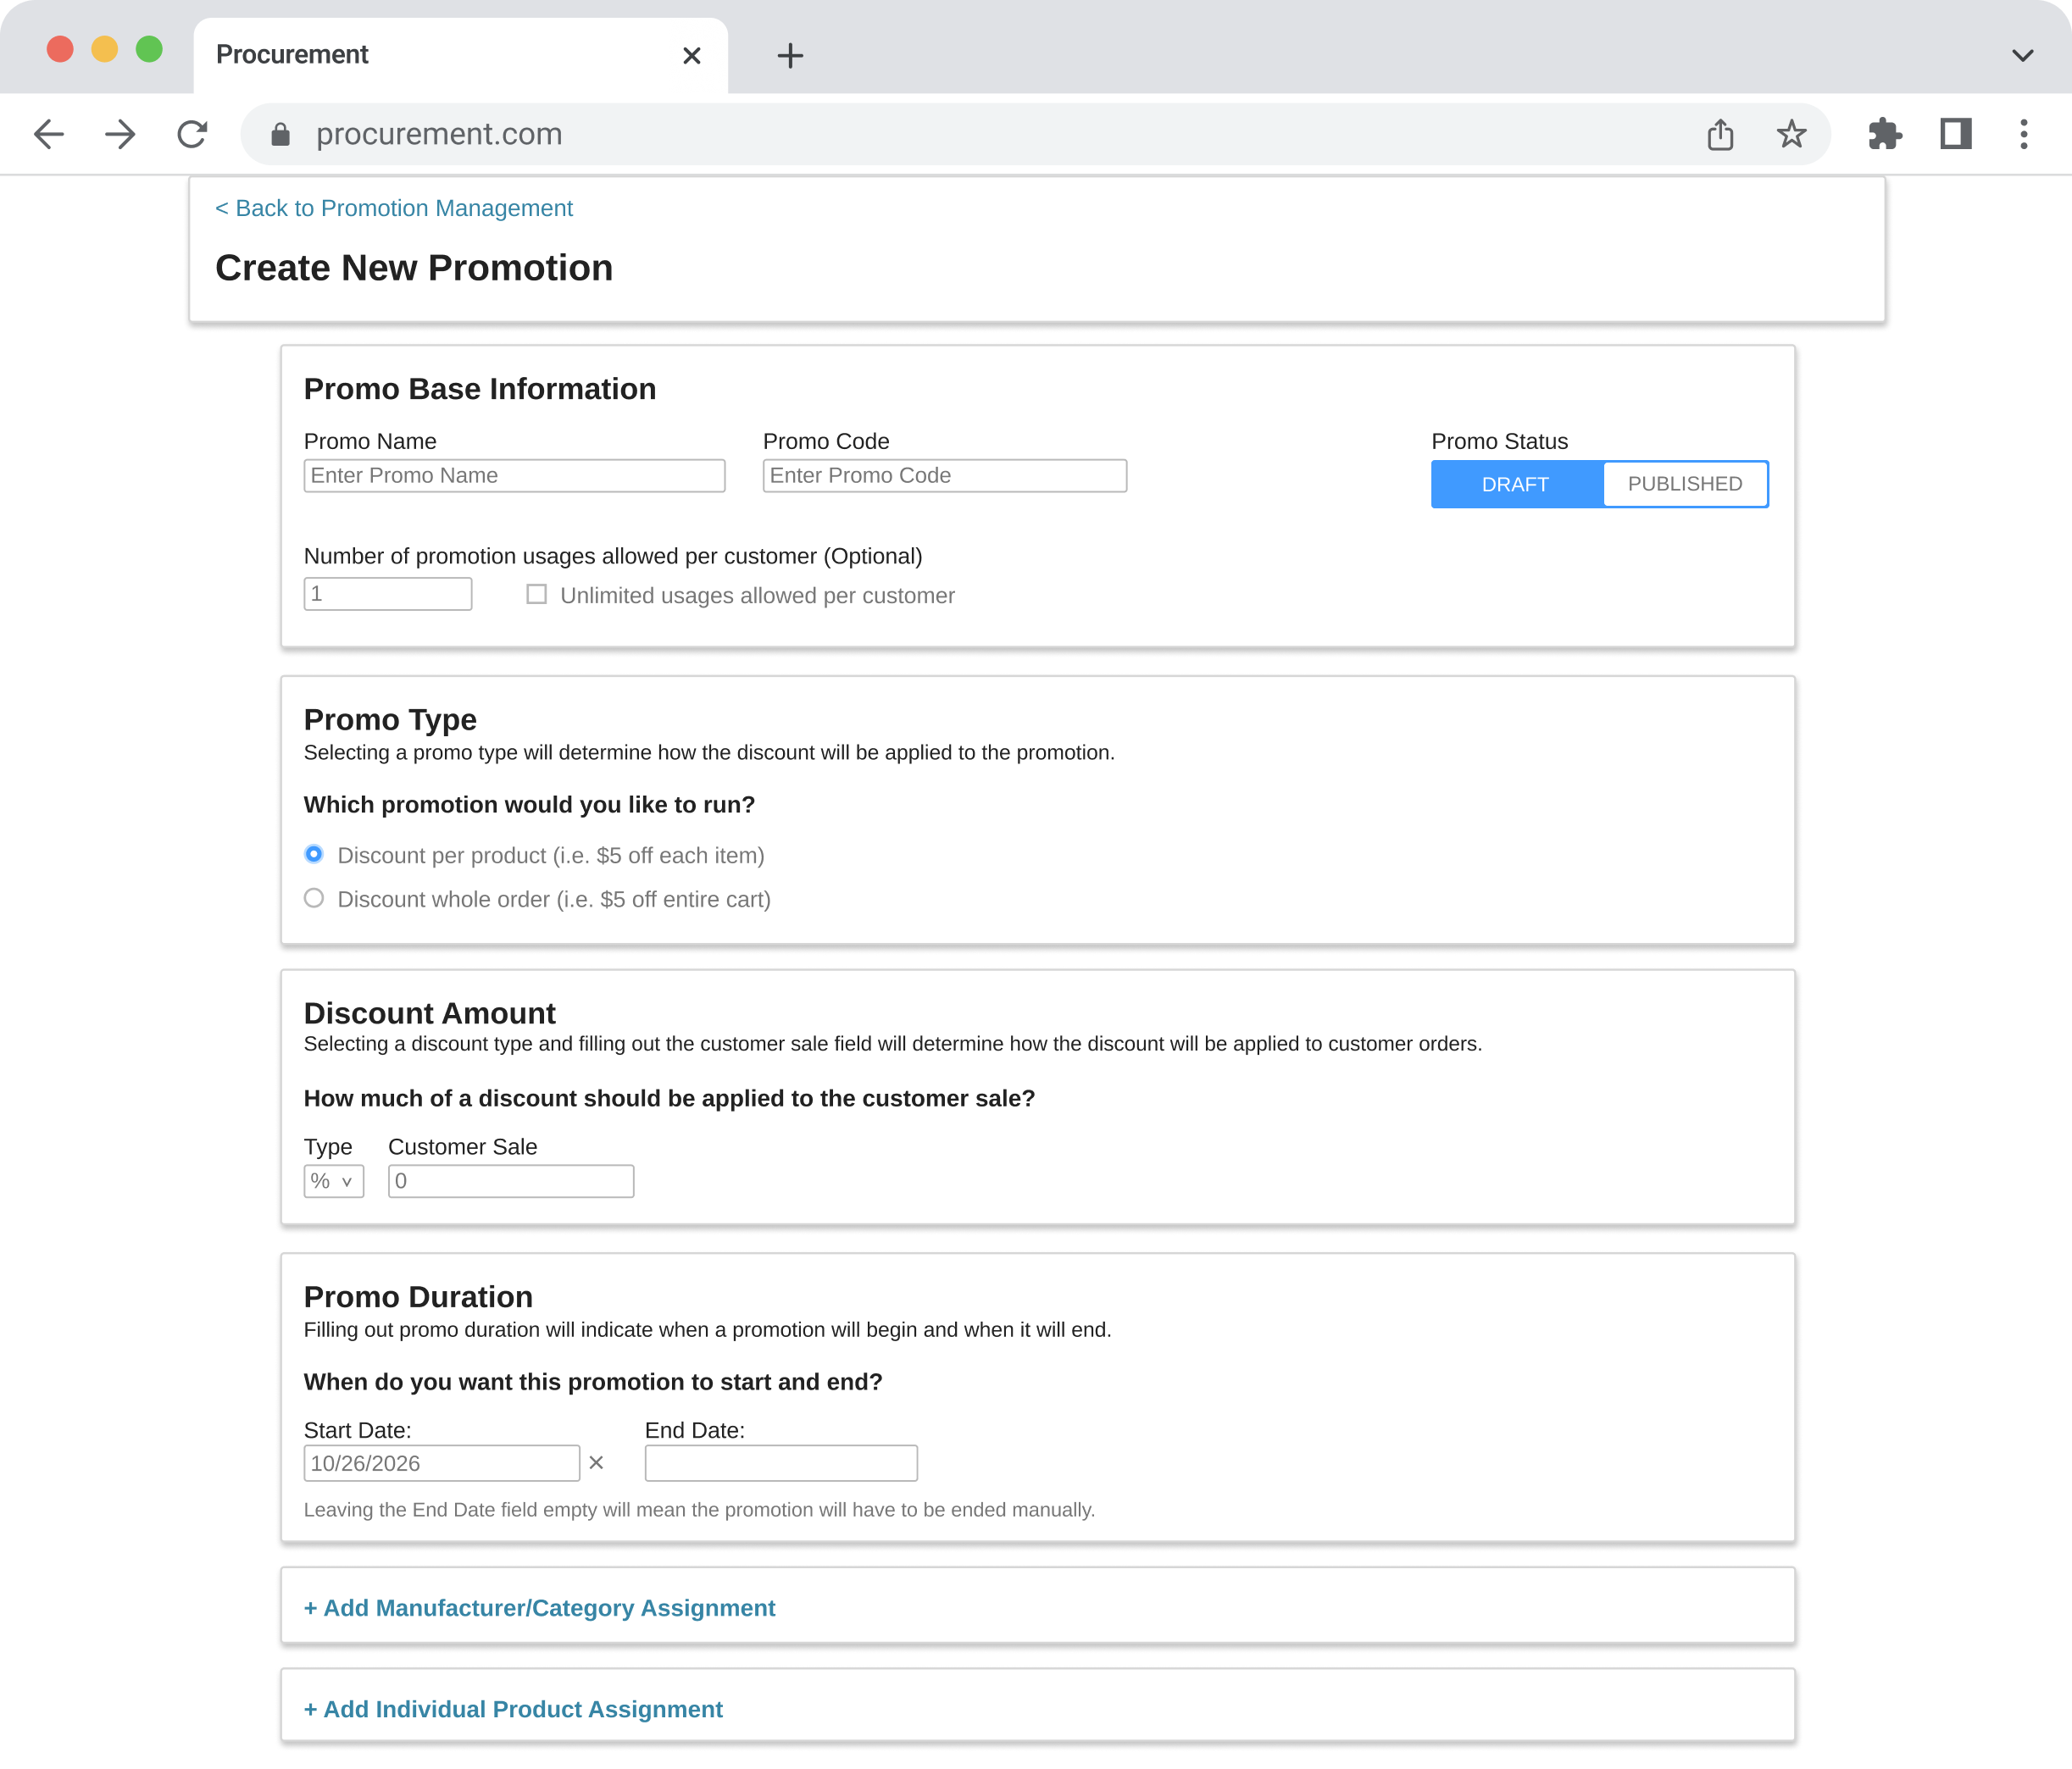 Procurement
procurement.com
< Back to Promotion Management
Create New Promotion
Promo Base Information
Promo Name
Promo Code
Promo Status
Enter Promo Name
Enter Promo Code
DRAFT
PUBLISHED
Number of promotion usages allowed per customer (Optional)
1
Unlimited usages allowed per customer
Promo Type
Selecting a promo type will determine how the discount will be applied to the promotion.
Which promotion would you like to run?
Discount per product (i.e. $5 off each item)
Discount whole order (i.e. $5 off entire cart)
Discount Amount
Selecting a discount type and filling out the customer sale field will determine how the discount will be applied to customer orders.
How much of a discount should be applied to the customer sale?
Type
Customer Sale
%
0
Promo Duration
Filling out promo duration will indicate when a promotion will begin and when it will end.
When do you want this promotion to start and end?
Start Date:
End Date:
10/26/2026
Leaving the End Date field empty will mean the promotion will have to be ended manually.
+ Add Manufacturer/Category Assignment
+ Add Individual Product Assignment